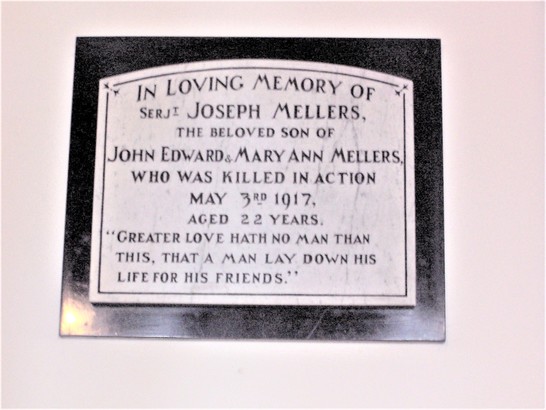 IN LOVING MEMORY OF
SERJT JOSEPH MELLERS,
THE BELOVED SON OF
JOHN EDWARD & MARY ANN MELLERS,
WHO WAS KILLED IN ACTION
MAY 3RD 1917,
AGED 22 YEARS.
"GREATER LOVE HATH NO MAN THAN
THIS, THAT A MAN LAY DOWN HIS
LIFE FOR HIS FRIENDS."